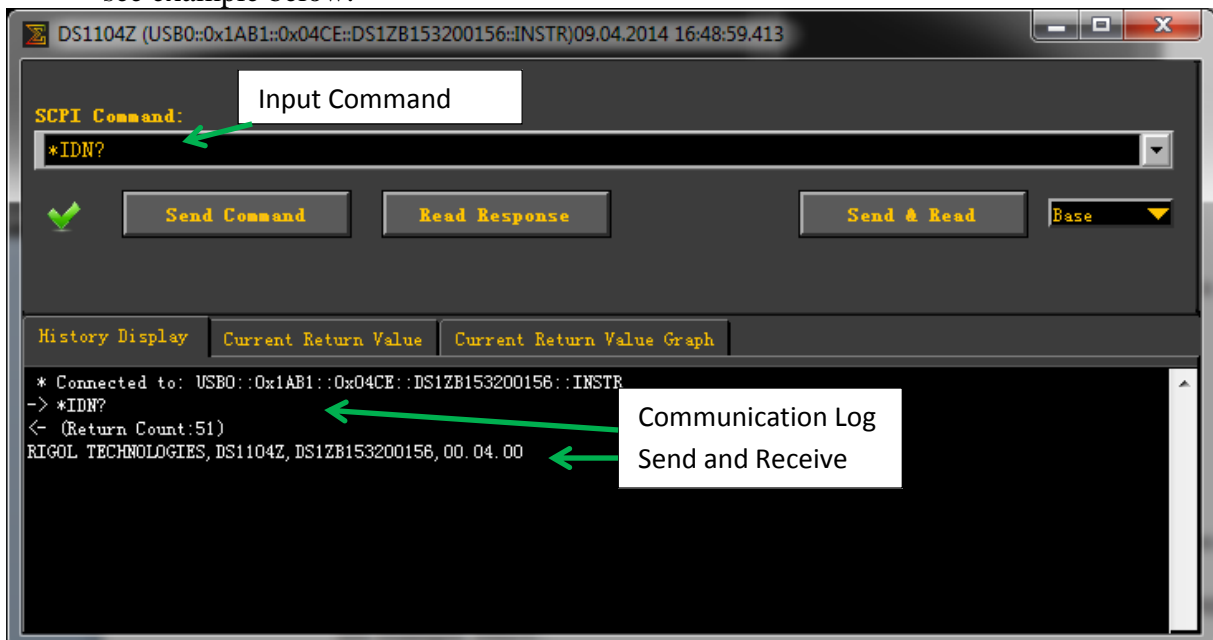 see example below.
DS1104Z (USB0::0x1AB1::0x04CE::DS1ZB153200156::INSTR)09.04.2014 16:48:59.413
Input Command
SCPI Command:
*IDN?
Send Command Read Response Send & Read Base
History Display Current Return Value Current Return Value Graph
* Connected to: USB0::0x1AB1::0x04CE::DS1ZB153200156::INSTR
-> *IDN?
<- (Return Count:51)
RIGOL TECHNOLOGIES,DS1104Z,DS1ZB153200156,00.04.00
Communication Log
Send and Receive